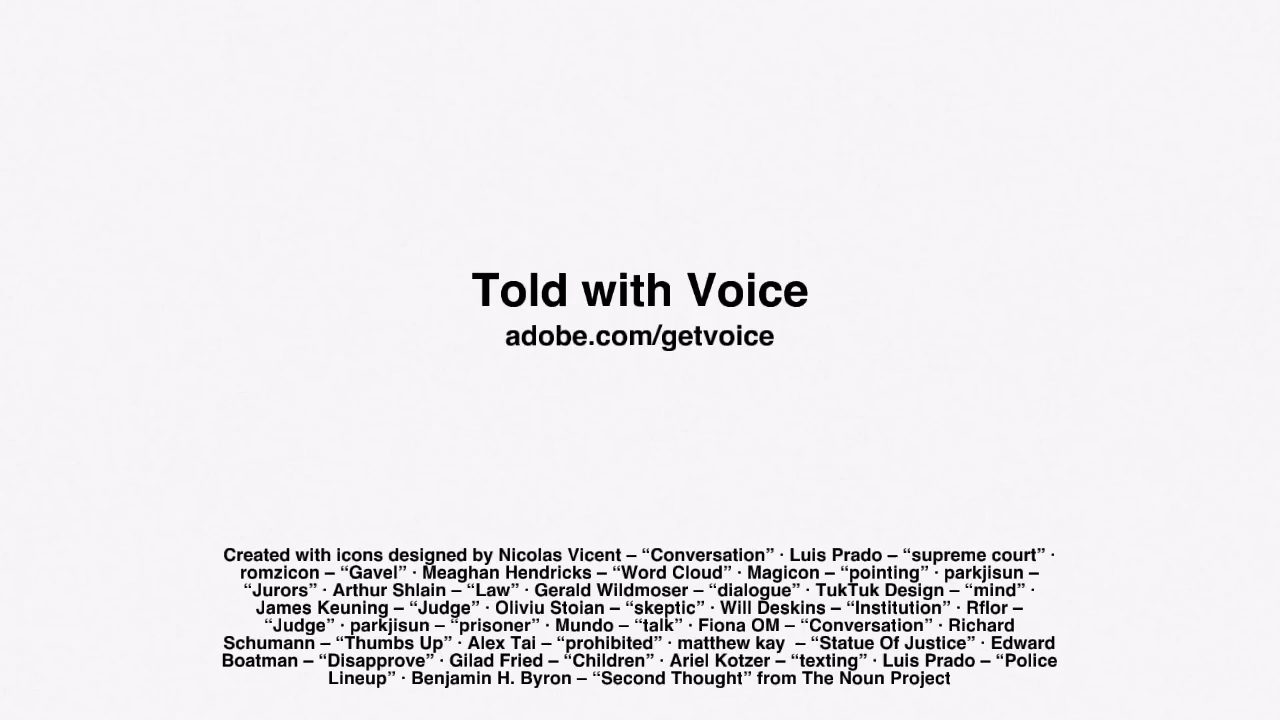 Told with Voice
adobe.com/getvoice
Created with icons designed by Nicolas Vicent – “Conversation” · Luis Prado – “supreme court” ·
romzicon – “Gavel” · Meaghan Hendricks – “Word Cloud” · Magicon – “pointing” · parkjisun –
“Jurors” · Arthur Shlain – “Law” · Gerald Wildmoser – “dialogue” · TukTuk Design – “mind” ·
James Keuning – “Judge” · Oliviu Stoian – “skeptic” · Will Deskins – “Institution” · Rflor –
“Judge” · parkjisun – “prisoner” · Mundo – “talk” · Fiona OM – “Conversation” · Richard
Schumann – “Thumbs Up” · Alex Tai – “prohibited” · matthew kay  – “Statue Of Justice” · Edward
Boatman – “Disapprove” · Gilad Fried – “Children” · Ariel Kotzer – “texting” · Luis Prado – “Police
Lineup” · Benjamin H. Byron – “Second Thought” from The Noun Project